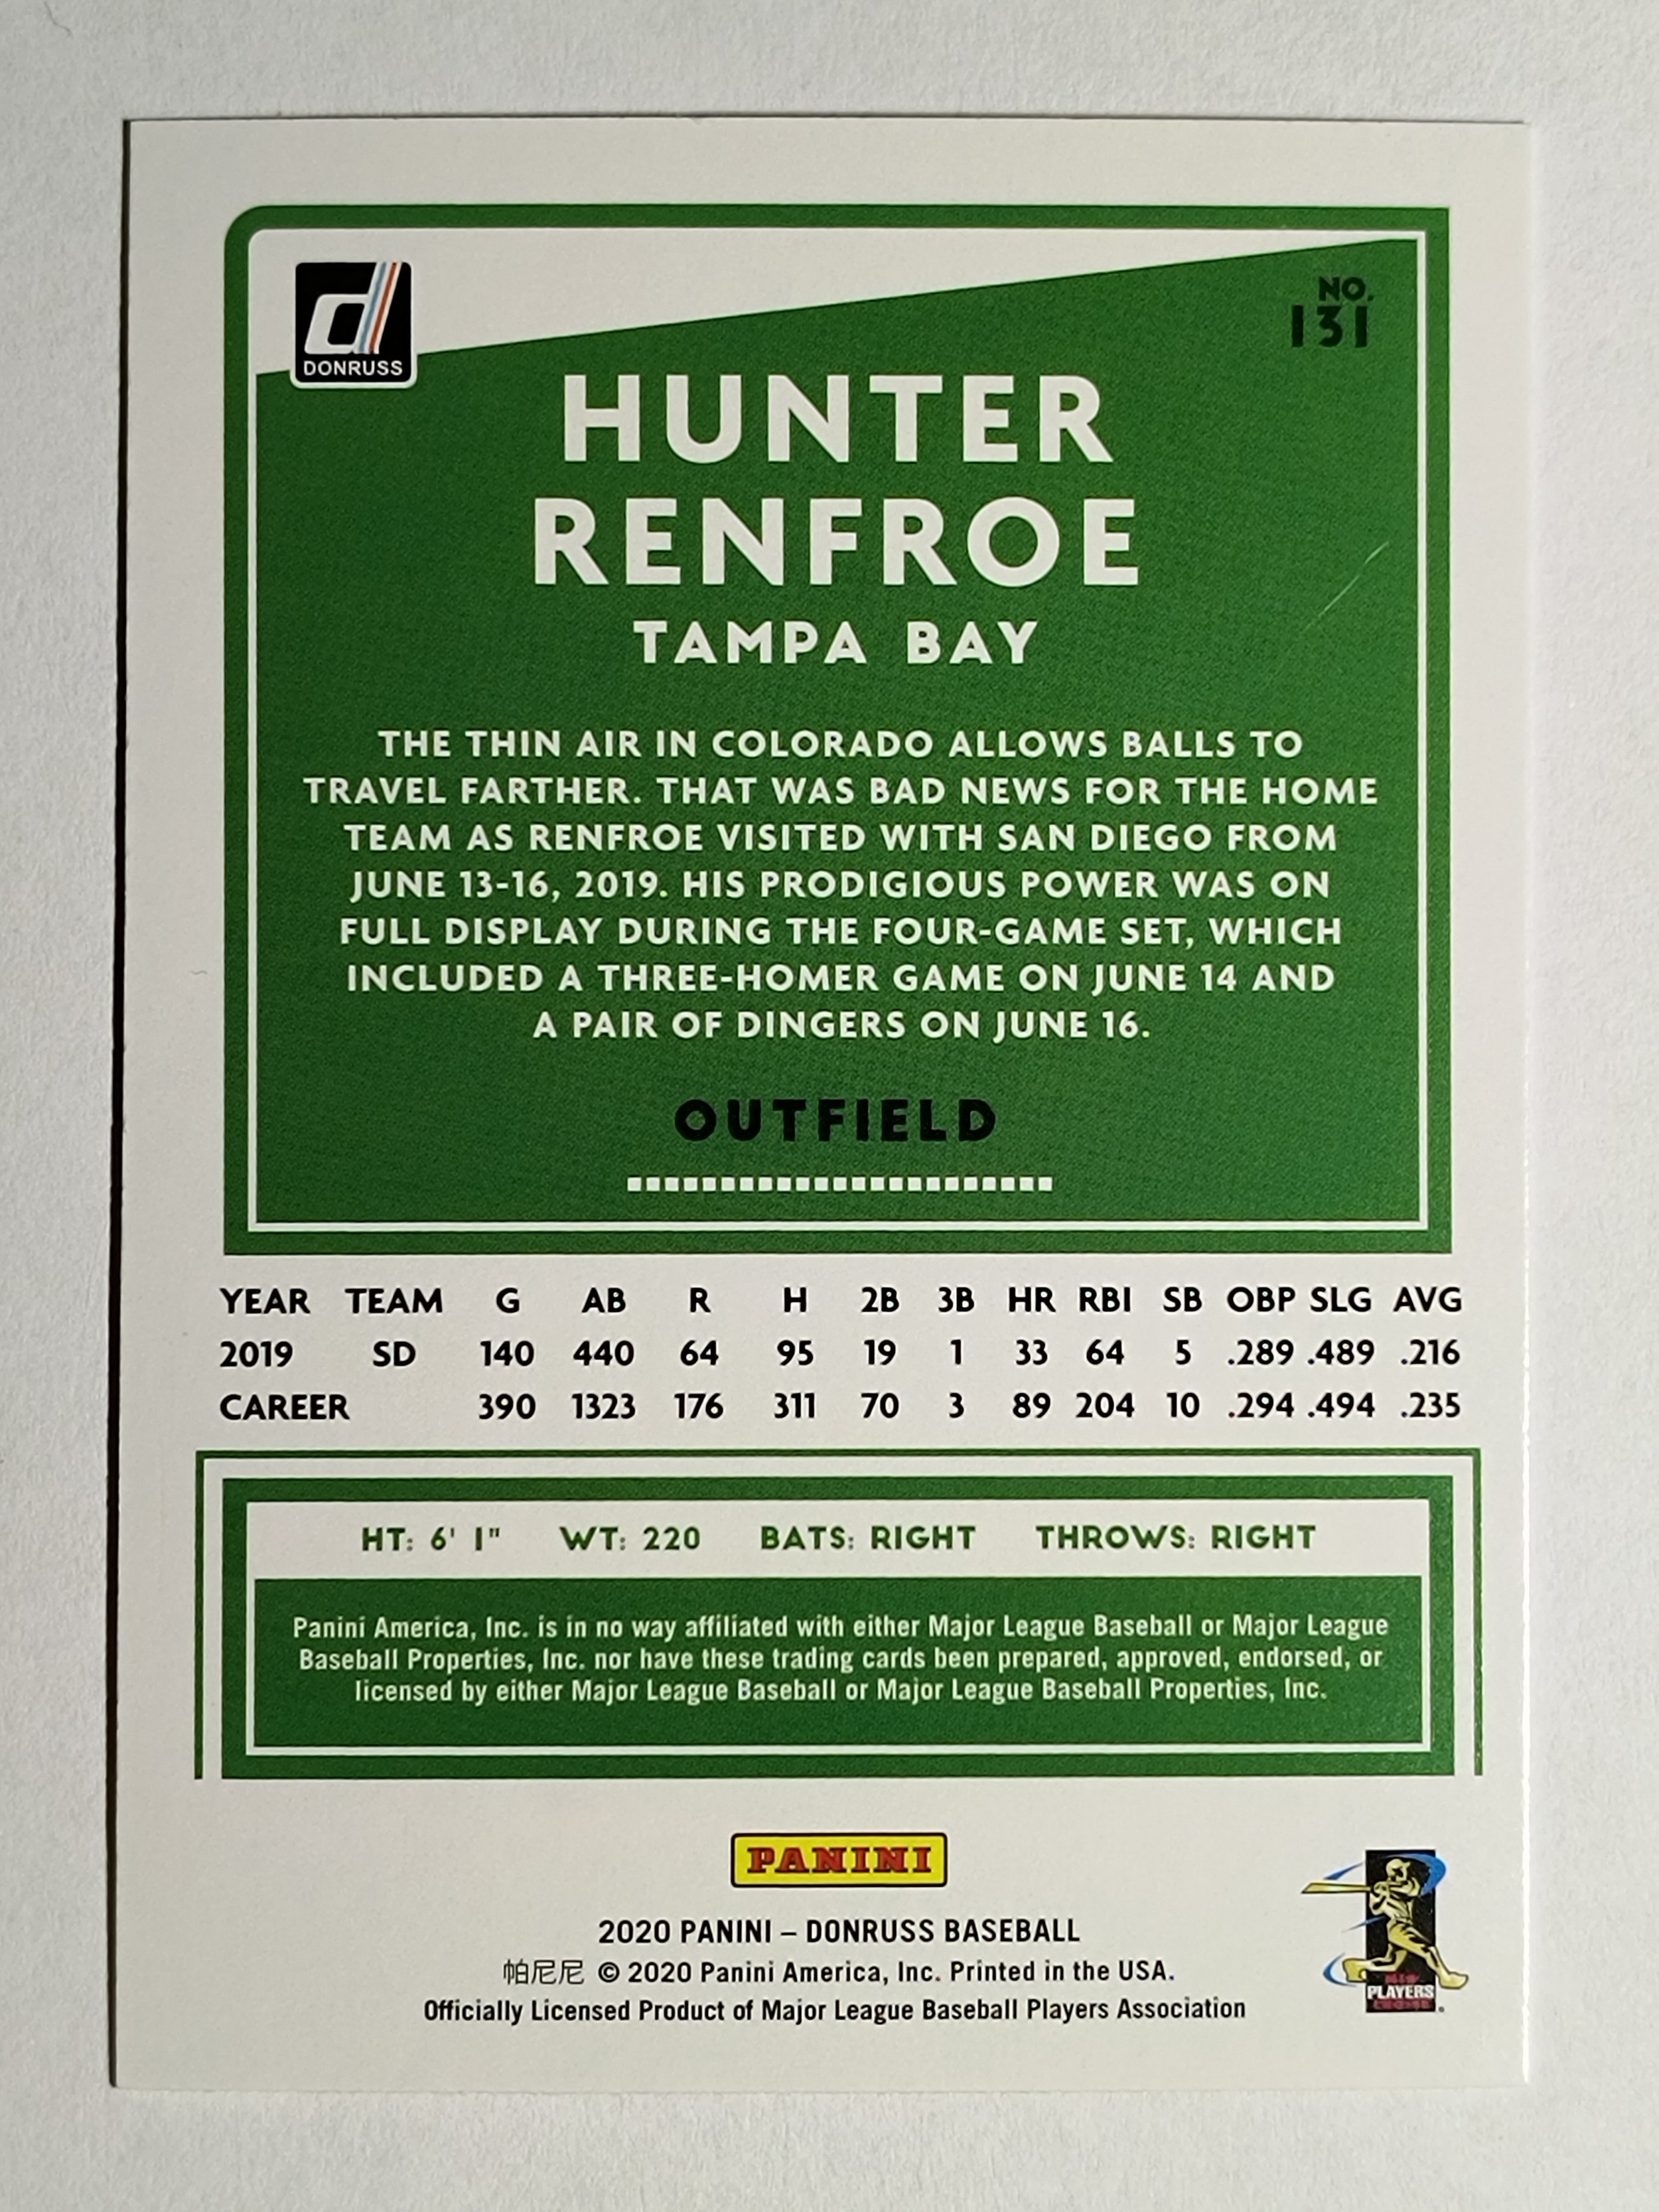 DONRUSS
NO.
131
HUNTER
RENFROE
TAMPA BAY
THE THIN AIR IN COLORADO ALLOWS BALLS TO
TRAVEL FARTHER. THAT WAS BAD NEWS FOR THE HOME
TEAM AS RENFROE VISITED WITH SAN DIEGO FROM
JUNE 13-16, 2019. HIS PRODIGIOUS POWER WAS ON
FULL DISPLAY DURING THE FOUR-GAME SET, WHICH
INCLUDED A THREE-HOMER GAME ON JUNE 14 AND
A PAIR OF DINGERS ON JUNE 16.
OUTFIELD
YEAR TEAM G AB R H 2B 3B HR RBI SB OBP SLG AVG
2019 SD 140 440 64 95 19 1 33 64 5 .289 .489 .216
CAREER 390 1323 176 311 70 3 89 204 10 .294 .494 .235
HT: 6' 1" WT: 220 BATS: RIGHT THROWS: RIGHT
Panini America, Inc. is in no way affiliated with either Major League Baseball or Major League
Baseball Properties, Inc. nor have these trading cards been prepared, approved, endorsed, or
licensed by either Major League Baseball or Major League Baseball Properties, Inc.
PANINI
2020 PANINI – DONRUSS BASEBALL
帕尼尼 © 2020 Panini America, Inc. Printed in the USA.
Officially Licensed Product of Major League Baseball Players Association
PLAYERS